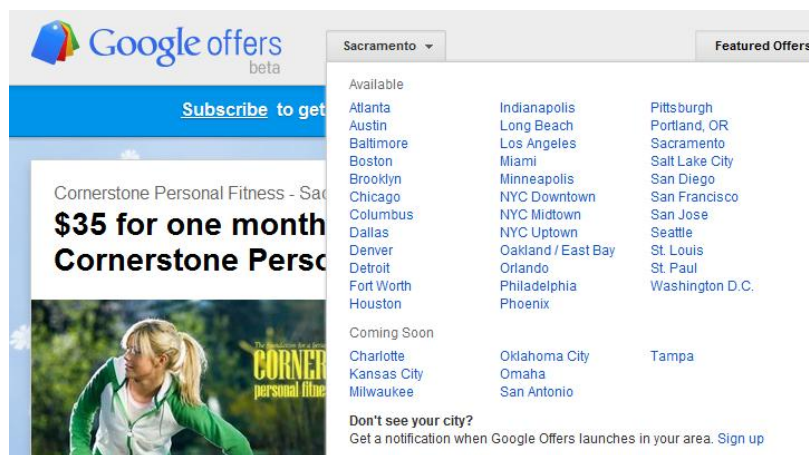 Google offers
beta
Sacramento
Featured Offers
Subscribe to get
Cornerstone Personal Fitness - Sac
$35 for one month
Cornerstone Perso
CORNER
personal fitne
Available
Atlanta
Austin
Baltimore
Boston
Brooklyn
Chicago
Columbus
Dallas
Denver
Detroit
Fort Worth
Houston
Indianapolis
Long Beach
Los Angeles
Miami
Minneapolis
NYC Downtown
NYC Midtown
NYC Uptown
Oakland / East Bay
Orlando
Philadelphia
Phoenix
Pittsburgh
Portland, OR
Sacramento
Salt Lake City
San Diego
San Francisco
San Jose
Seattle
St. Louis
St. Paul
Washington D.C.
Coming Soon
Charlotte
Kansas City
Milwaukee
Oklahoma City
Omaha
San Antonio
Tampa
Don't see your city?
Get a notification when Google Offers launches in your area. Sign up